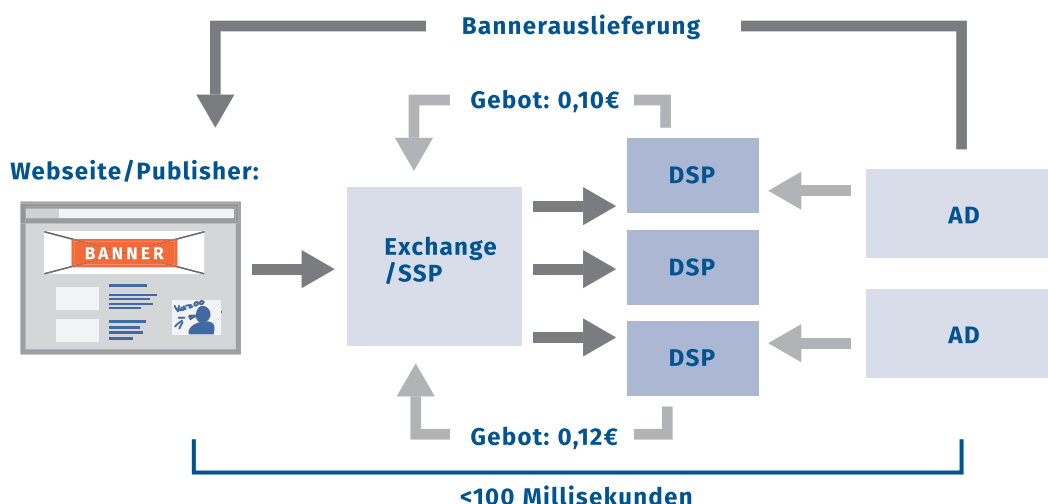 Bannerauslieferung
Gebot: 0,10€
Webseite/Publisher:
BANNER
Exchange
/SSP
DSP
DSP
DSP
AD
AD
Gebot: 0,12€
<100 Millisekunden